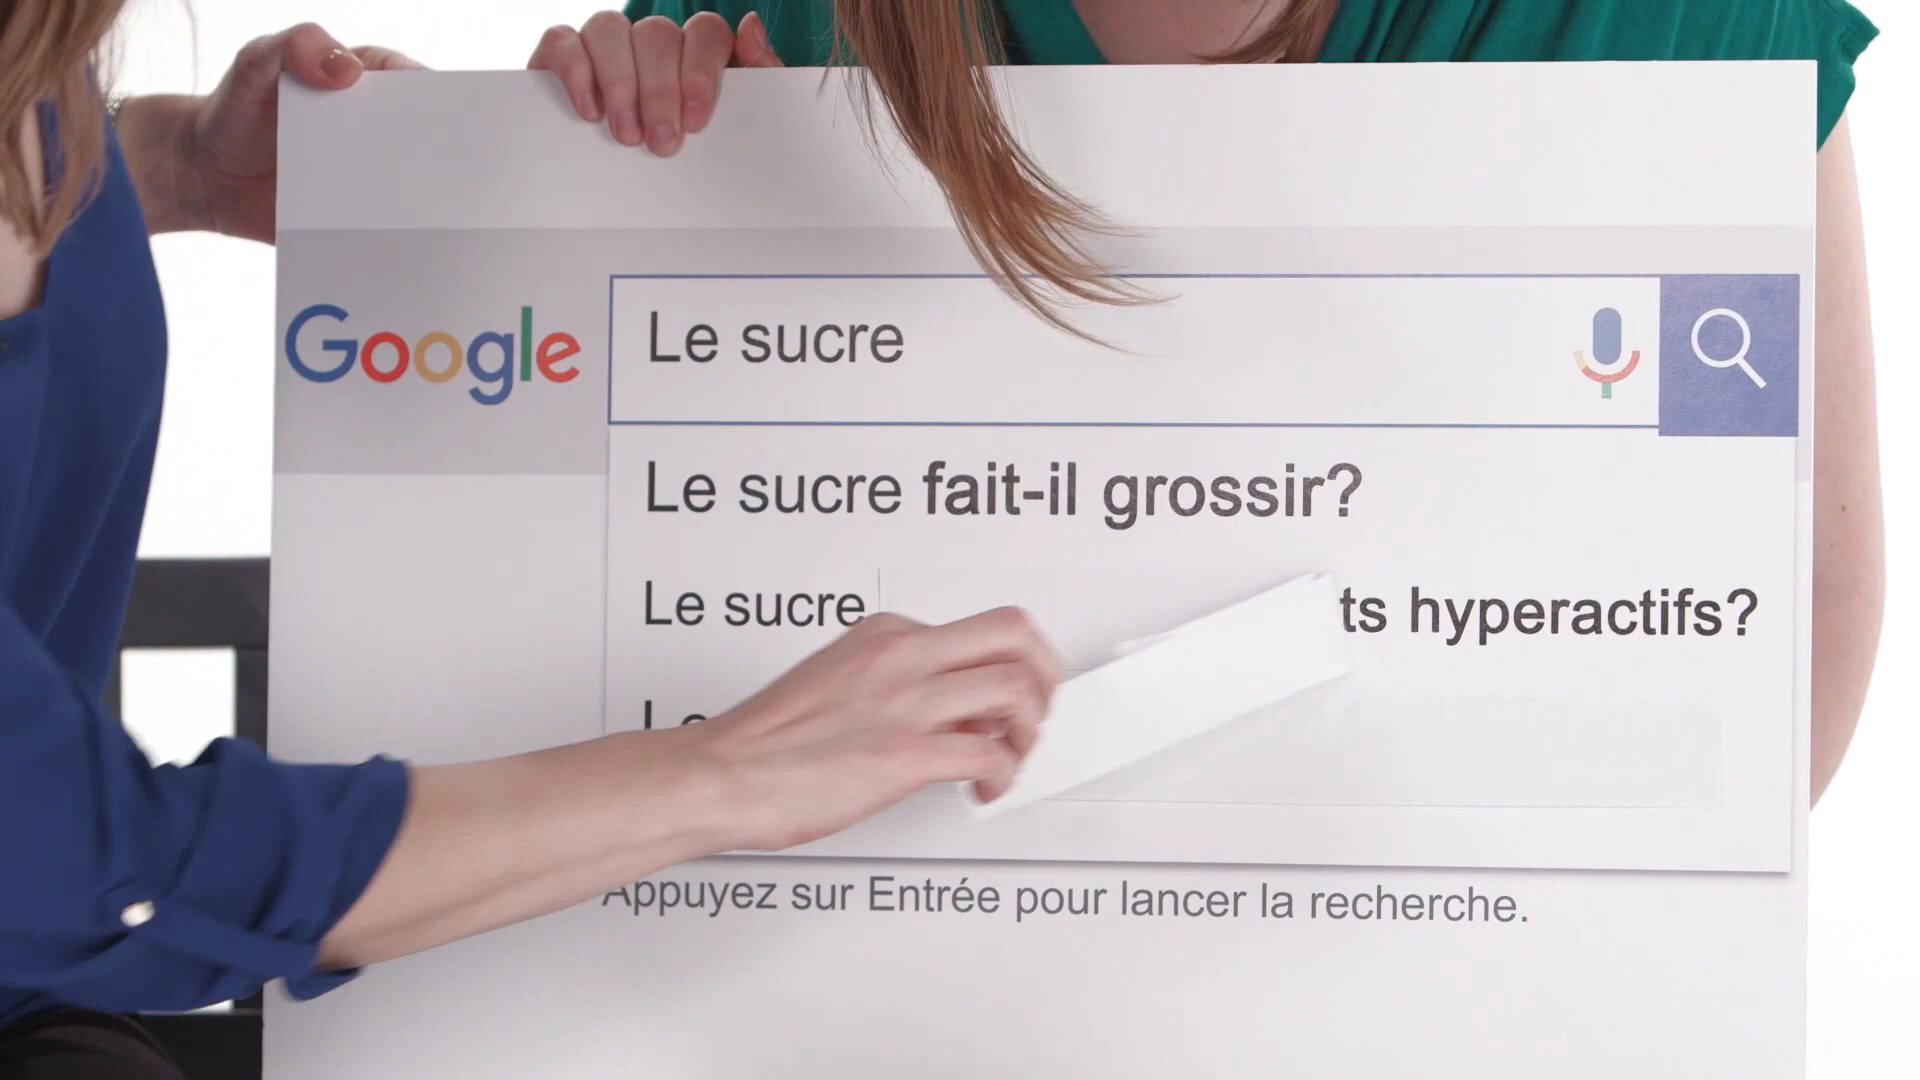 Google
Le sucre
Le sucre fait-il grossir?
Le sucre ts hyperactifs?
Appuyez sur Entrée pour lancer la recherche.